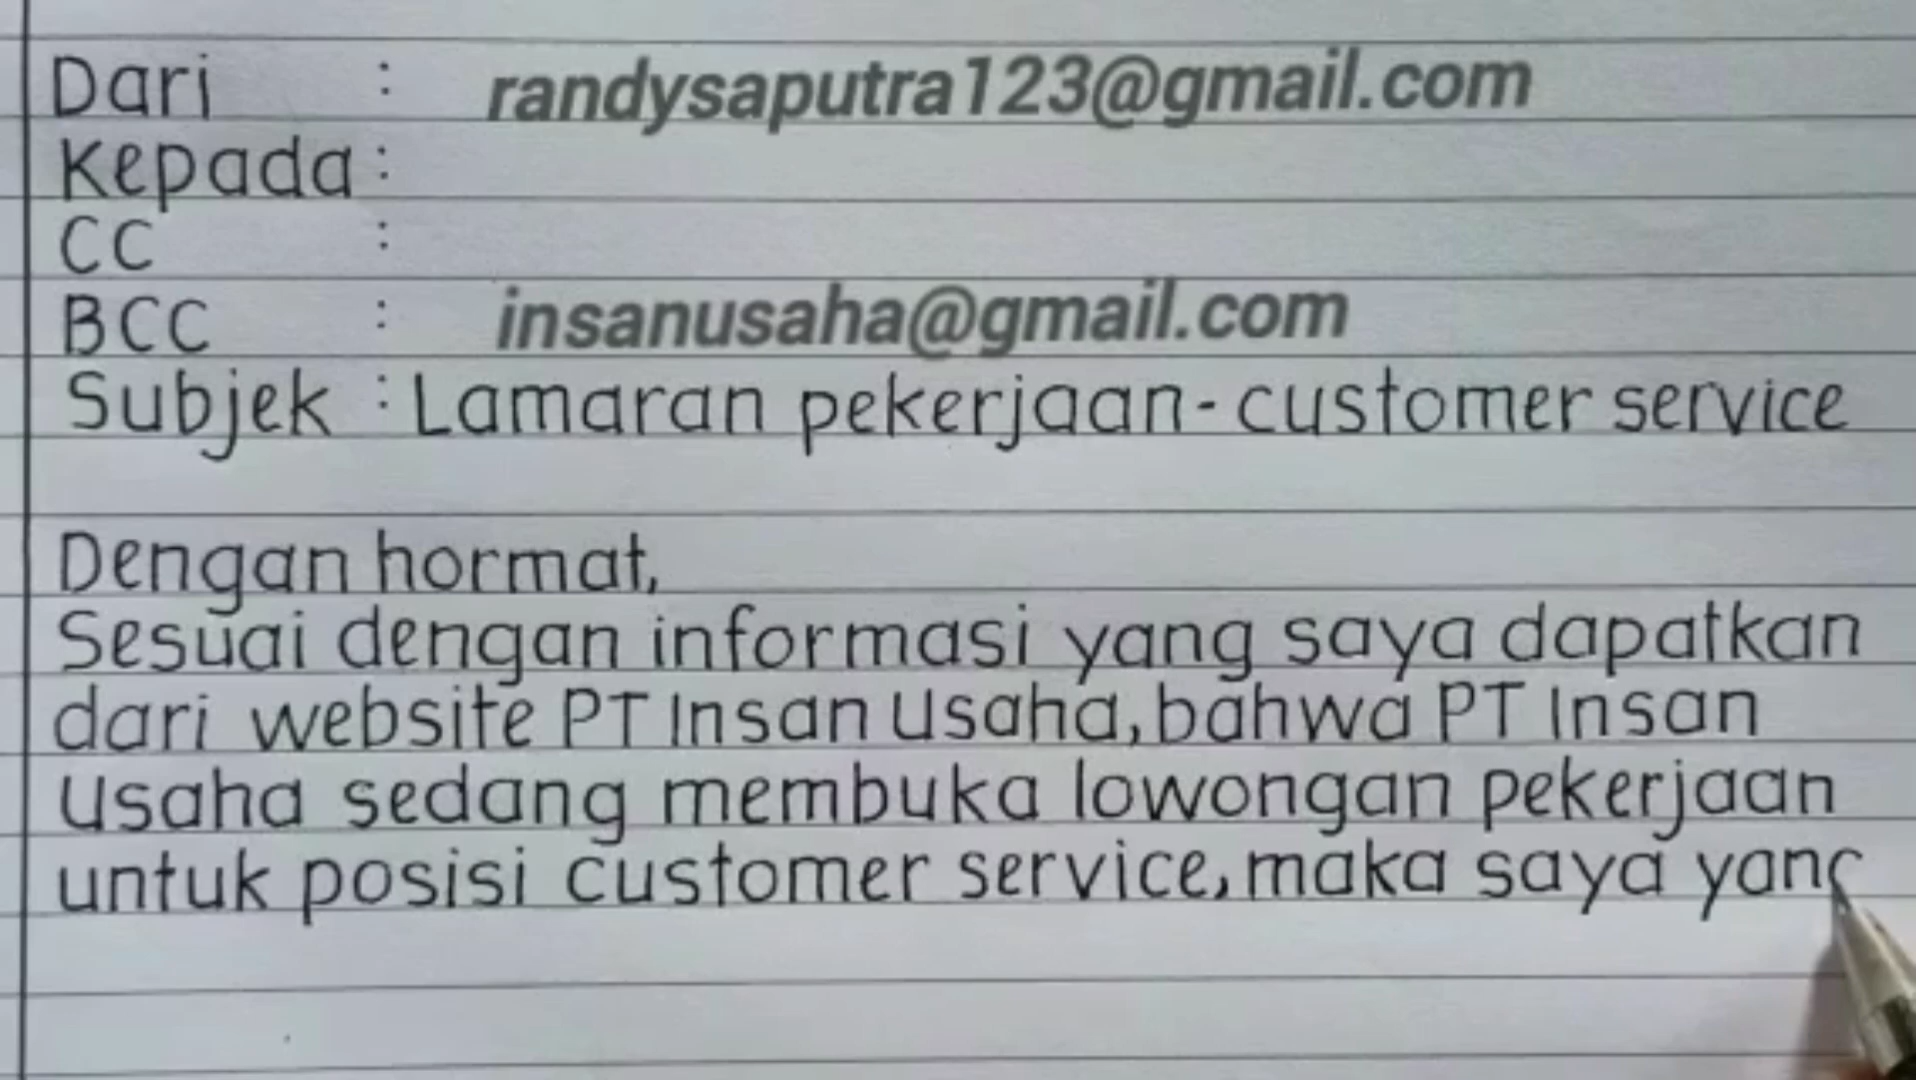 Dari : randysaputra123@gmail.com
Kepada :
CC :
BCC : insanusaha@gmail.com
Subjek : Lamaran pekerjaan - customer service
Dengan hormat,
Sesuai dengan informasi yang saya dapatkan
dari website PT Insan Usaha, bahwa PT Insan
Usaha sedang membuka lowongan pekerjaan
untuk posisi customer service, maka saya yang